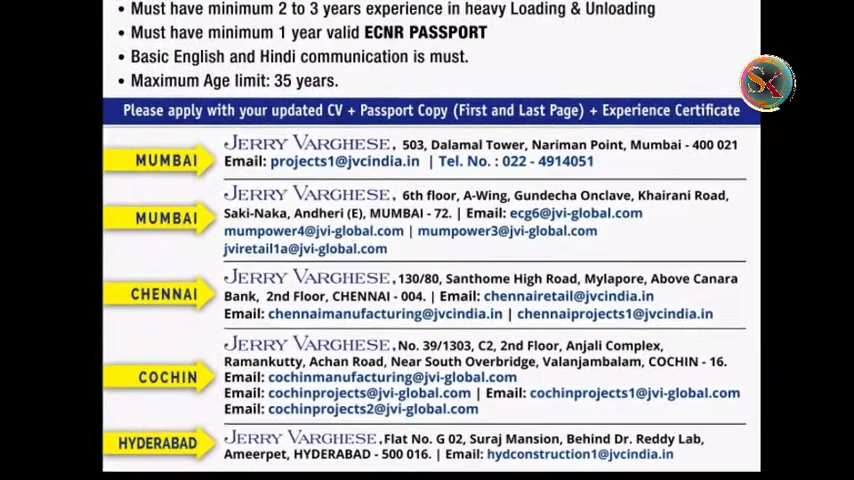 • Must have minimum 2 to 3 years experience in heavy Loading & Unloading
• Must have minimum 1 year valid ECNR PASSPORT
• Basic English and Hindi communication is must.
• Maximum Age limit: 35 years.
SK
Please apply with your updated CV + Passport Copy (First and Last Page) + Experience Certificate
MUMBAI
JERRY VARGHESE, 503, Dalamal Tower, Nariman Point, Mumbai - 400 021
Email: projects1@jvcindia.in | Tel. No. : 022 - 4914051
MUMBAI
JERRY VARGHESE, 6th floor, A-Wing, Gundecha Onclave, Khairani Road,
Saki-Naka, Andheri (E), MUMBAI - 72. | Email: ecg6@jvi-global.com
mumpower4@jvi-global.com | mumpower3@jvi-global.com
jviretail1a@jvi-global.com
CHENNAI
JERRY VARGHESE, 130/80, Santhome High Road, Mylapore, Above Canara
Bank, 2nd Floor, CHENNAI - 004. | Email: chennairetail@jvcindia.in
Email: chennaimanufacturing@jvcindia.in | chennaiprojects1@jvcindia.in
COCHIN
JERRY VARGHESE, No. 39/1303, C2, 2nd Floor, Anjali Complex,
Ramankutty, Achan Road, Near South Overbridge, Valanjambalam, COCHIN - 16.
Email: cochinmanufacturing@jvi-global.com
Email: cochinprojects@jvi-global.com | Email: cochinprojects1@jvi-global.com
Email: cochinprojects2@jvi-global.com
HYDERABAD
JERRY VARGHESE, Flat No. G 02, Suraj Mansion, Behind Dr. Reddy Lab,
Ameerpet, HYDERABAD - 500 016. | Email: hydconstruction1@jvcindia.in